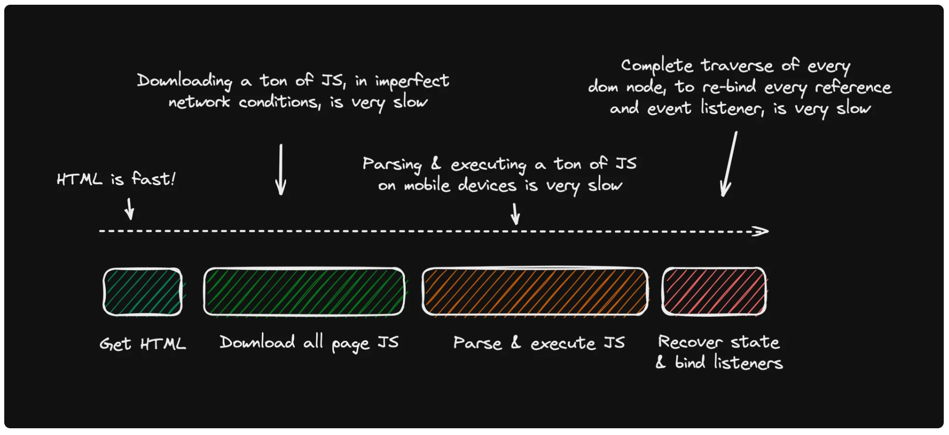 Downloading a ton of JS, in imperfect
network conditions, is very slow
Complete traverse of every
dom node, to re-bind every reference
and event listener, is very slow
HTML is fast!
Parsing & executing a ton of JS
on mobile devices is very slow
Get HTML
Download all page JS
Parse & execute JS
Recover state
& bind listeners